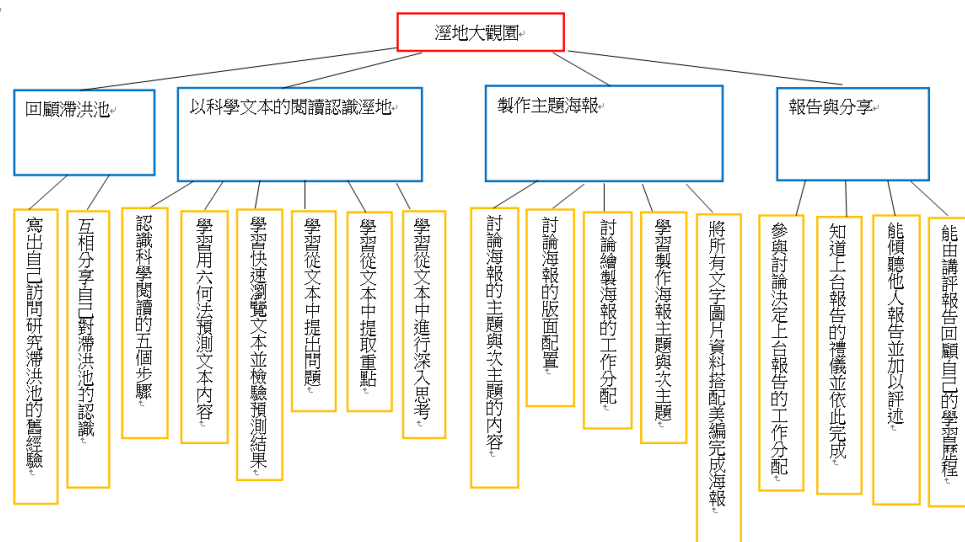 溼地大觀園
回顧滯洪池
以科學文本的閱讀認識溼地
製作主題海報
報告與分享
寫出自己訪問研究滯洪池的舊經驗
互相分享自己對滯洪池的認識
認識科學閱讀的五個步驟
學習用六何法預測文本內容
學習快速瀏覽文本並檢驗預測結果
學習從文本中提出問題
學習從文本中提取重點
學習從文本中進行深入思考
討論海報的主題與次主題的內容
討論海報的版面配置
討論繪製海報的工作分配
學習製作海報主題與次主題
將所有文字圖片資料搭配美編完成海報
參與討論決定上台報告的工作分配
知道上台報告的禮儀並依此完成
能傾聽他人報告並加以評述
能由講評報告回顧自己的學習歷程